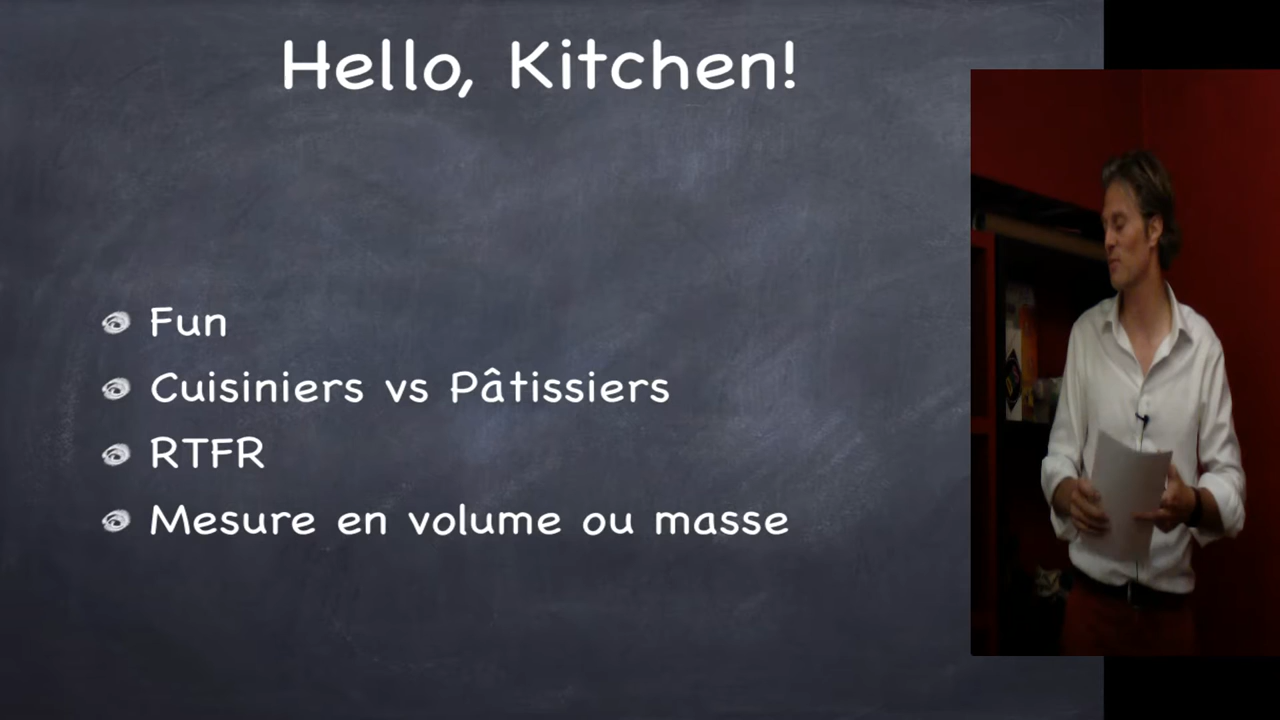 Hello, Kitchen!
Fun
Cuisiniers vs Pâtissiers
RTFR
Mesure en volume ou masse